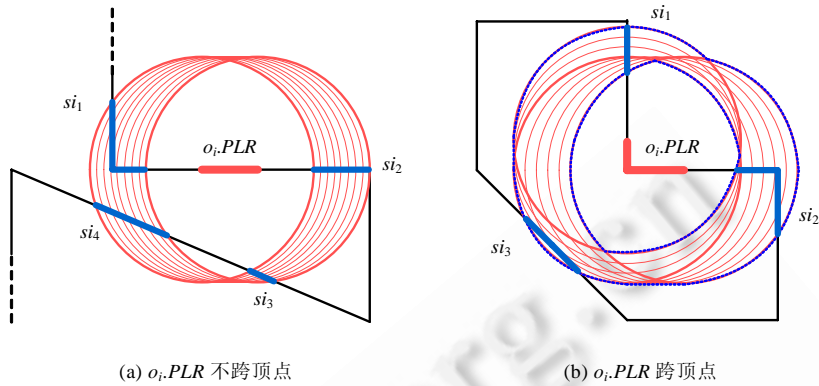 si₁
oᵢ.PLR
si₂
si₄
si₃
(a) oᵢ.PLR 不跨顶点
si₁
oᵢ.PLR
si₂
si₃
(b) oᵢ.PLR 跨顶点